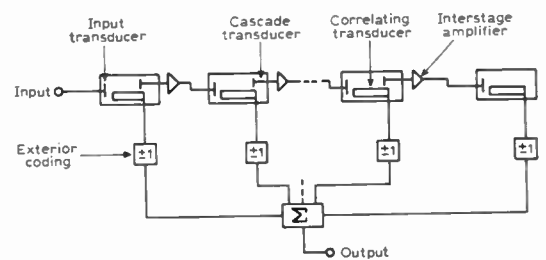 Input
transducer
Cascade
transducer
Correlating
transducer
Interstage
amplifier
Input
Exterior
coding
±1
±1
±1
±1
Σ
Output